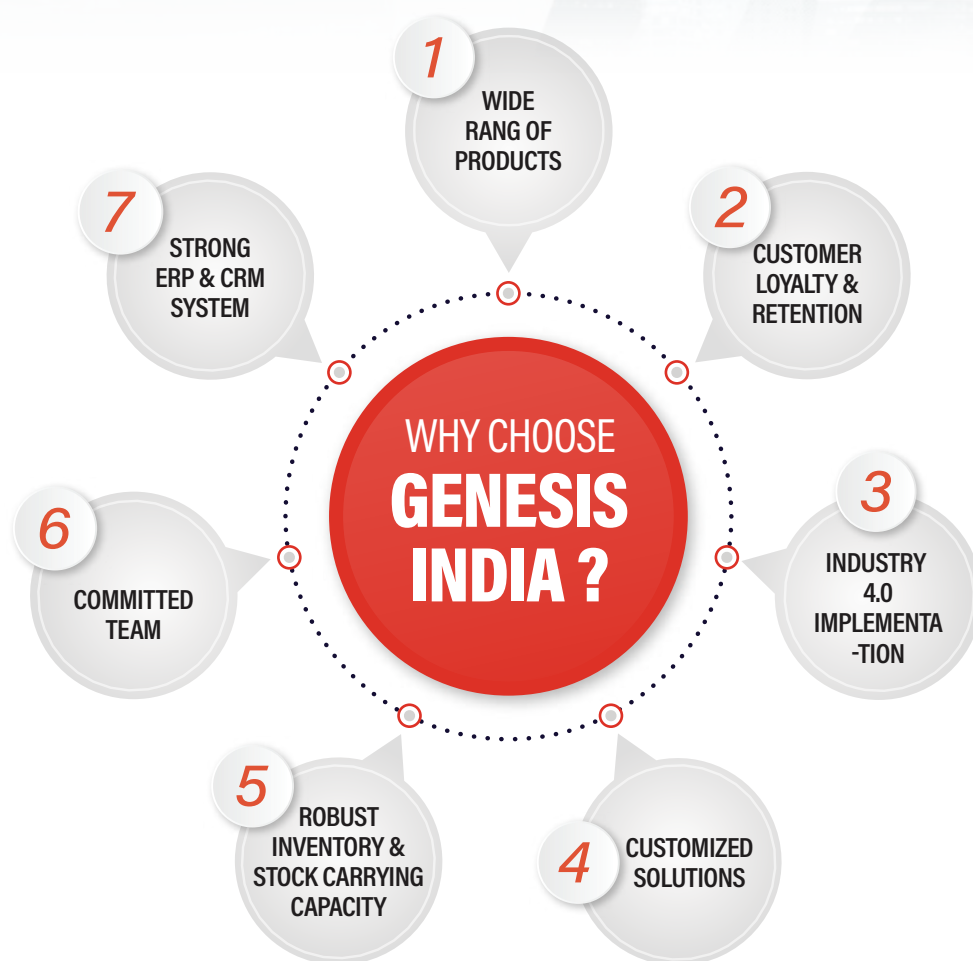 WHY CHOOSE
GENESIS
INDIA ?
1
WIDE
RANG OF
PRODUCTS
2
CUSTOMER
LOYALTY &
RETENTION
3
INDUSTRY
4.0
IMPLEMENTA
-TION
4
CUSTOMIZED
SOLUTIONS
5
ROBUST
INVENTORY &
STOCK CARRYING
CAPACITY
6
COMMITTED
TEAM
7
STRONG
ERP & CRM
SYSTEM